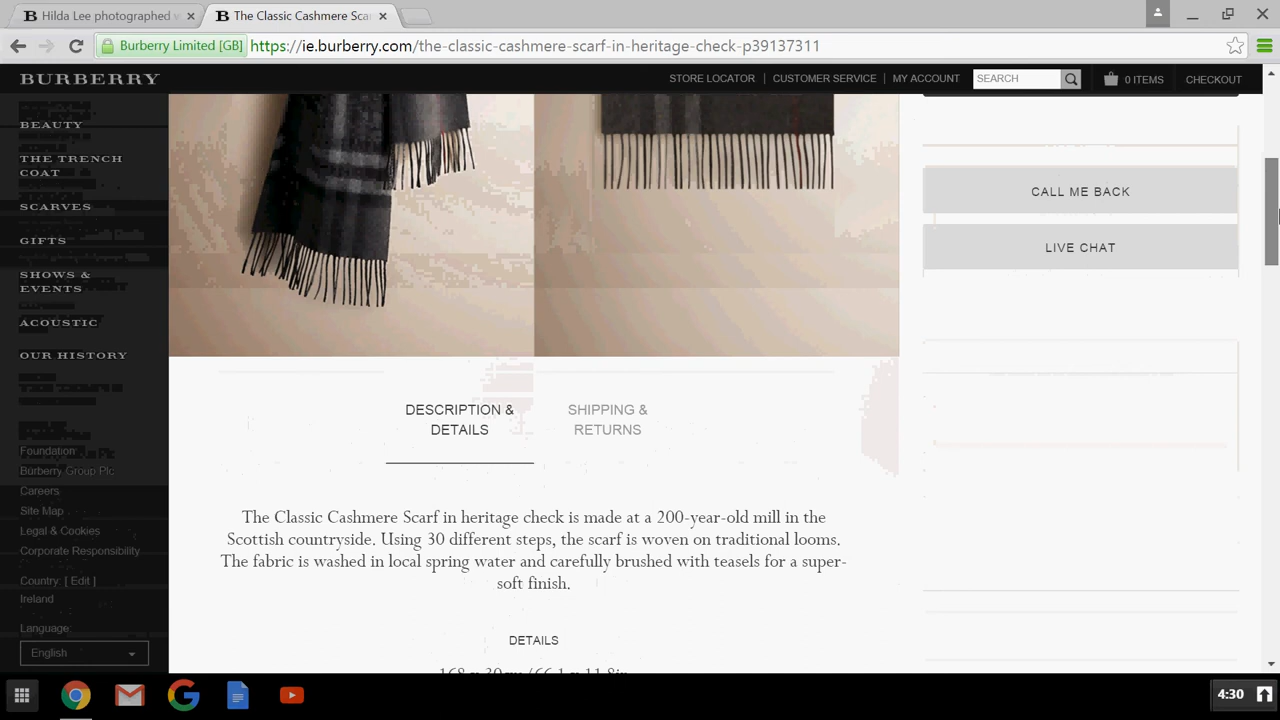 Hilda Lee photographed
The Classic Cashmere Scar
Burberry Limited [GB]
https://ie.burberry.com/the-classic-cashmere-scarf-in-heritage-check-p39137311
BURBERRY
STORE LOCATOR
CUSTOMER SERVICE
MY ACCOUNT
SEARCH
0 ITEMS
CHECKOUT
BEAUTY
THE TRENCH
COAT
SCARVES
GIFTS
SHOWS &
EVENTS
ACOUSTIC
OUR HISTORY
Foundation
Burberry Group Plc
Careers
Site Map
Legal & Cookies
Corporate Responsibility
Country: [ Edit ]
Ireland
Language:
English
CALL ME BACK
LIVE CHAT
DESCRIPTION &
DETAILS
SHIPPING &
RETURNS
The Classic Cashmere Scarf in heritage check is made at a 200-year-old mill in the
Scottish countryside. Using 30 different steps, the scarf is woven on traditional looms.
The fabric is washed in local spring water and carefully brushed with teasels for a super-
soft finish.
DETAILS
4:30